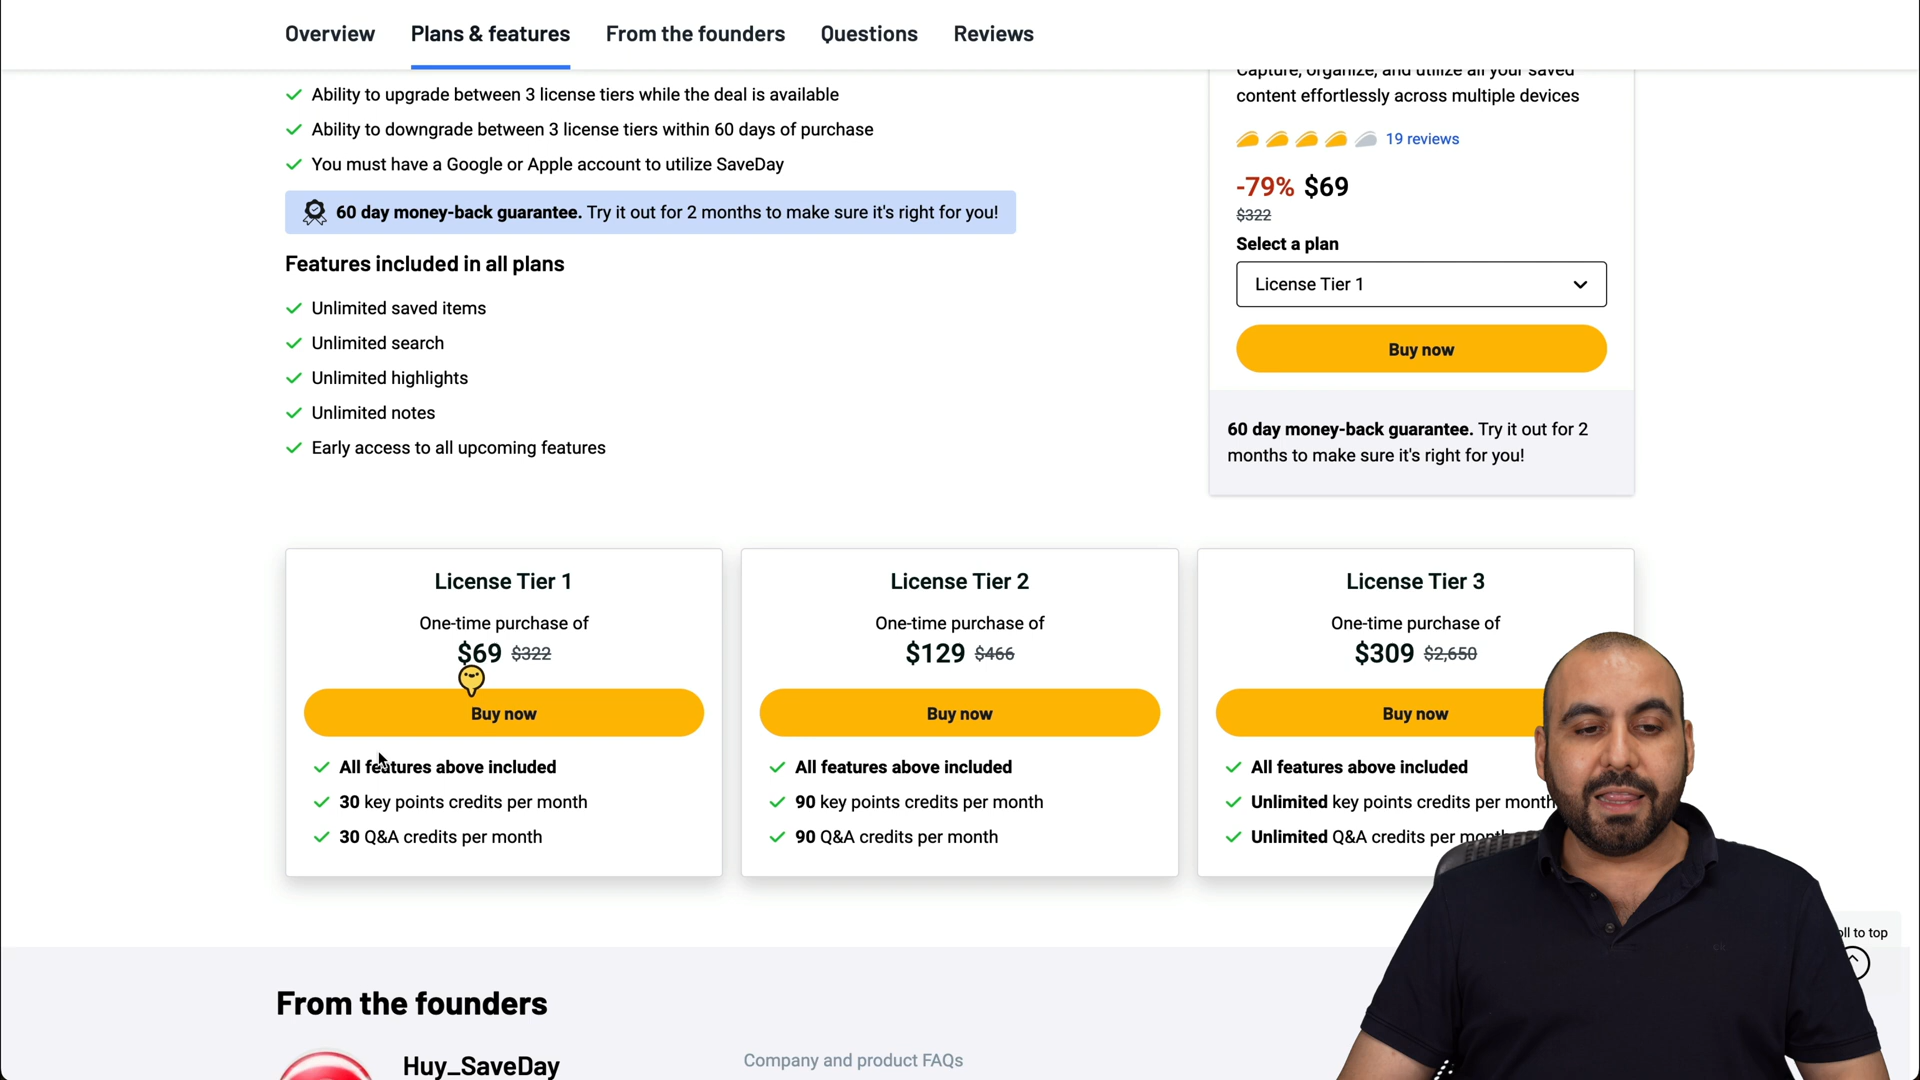 Overview Plans & features From the founders Questions Reviews
Ability to upgrade between 3 license tiers while the deal is available
Ability to downgrade between 3 license tiers within 60 days of purchase
You must have a Google or Apple account to utilize SaveDay
60 day money-back guarantee. Try it out for 2 months to make sure it's right for you!
Features included in all plans
Unlimited saved items
Unlimited search
Unlimited highlights
Unlimited notes
Early access to all upcoming features
Capture, organize, and utilize all your saved
content effortlessly across multiple devices
19 reviews
-79% $69
$322
Select a plan
License Tier 1
Buy now
60 day money-back guarantee. Try it out for 2
months to make sure it's right for you!
License Tier 1
One-time purchase of
$69 $322
Buy now
All features above included
30 key points credits per month
30 Q&A credits per month
License Tier 2
One-time purchase of
$129 $466
Buy now
All features above included
90 key points credits per month
90 Q&A credits per month
License Tier 3
One-time purchase of
$309 $2,650
Buy now
All features above included
Unlimited key points credits per month
Unlimited Q&A credits per month
to top
From the founders
Huy_SaveDay
Company and product FAQs